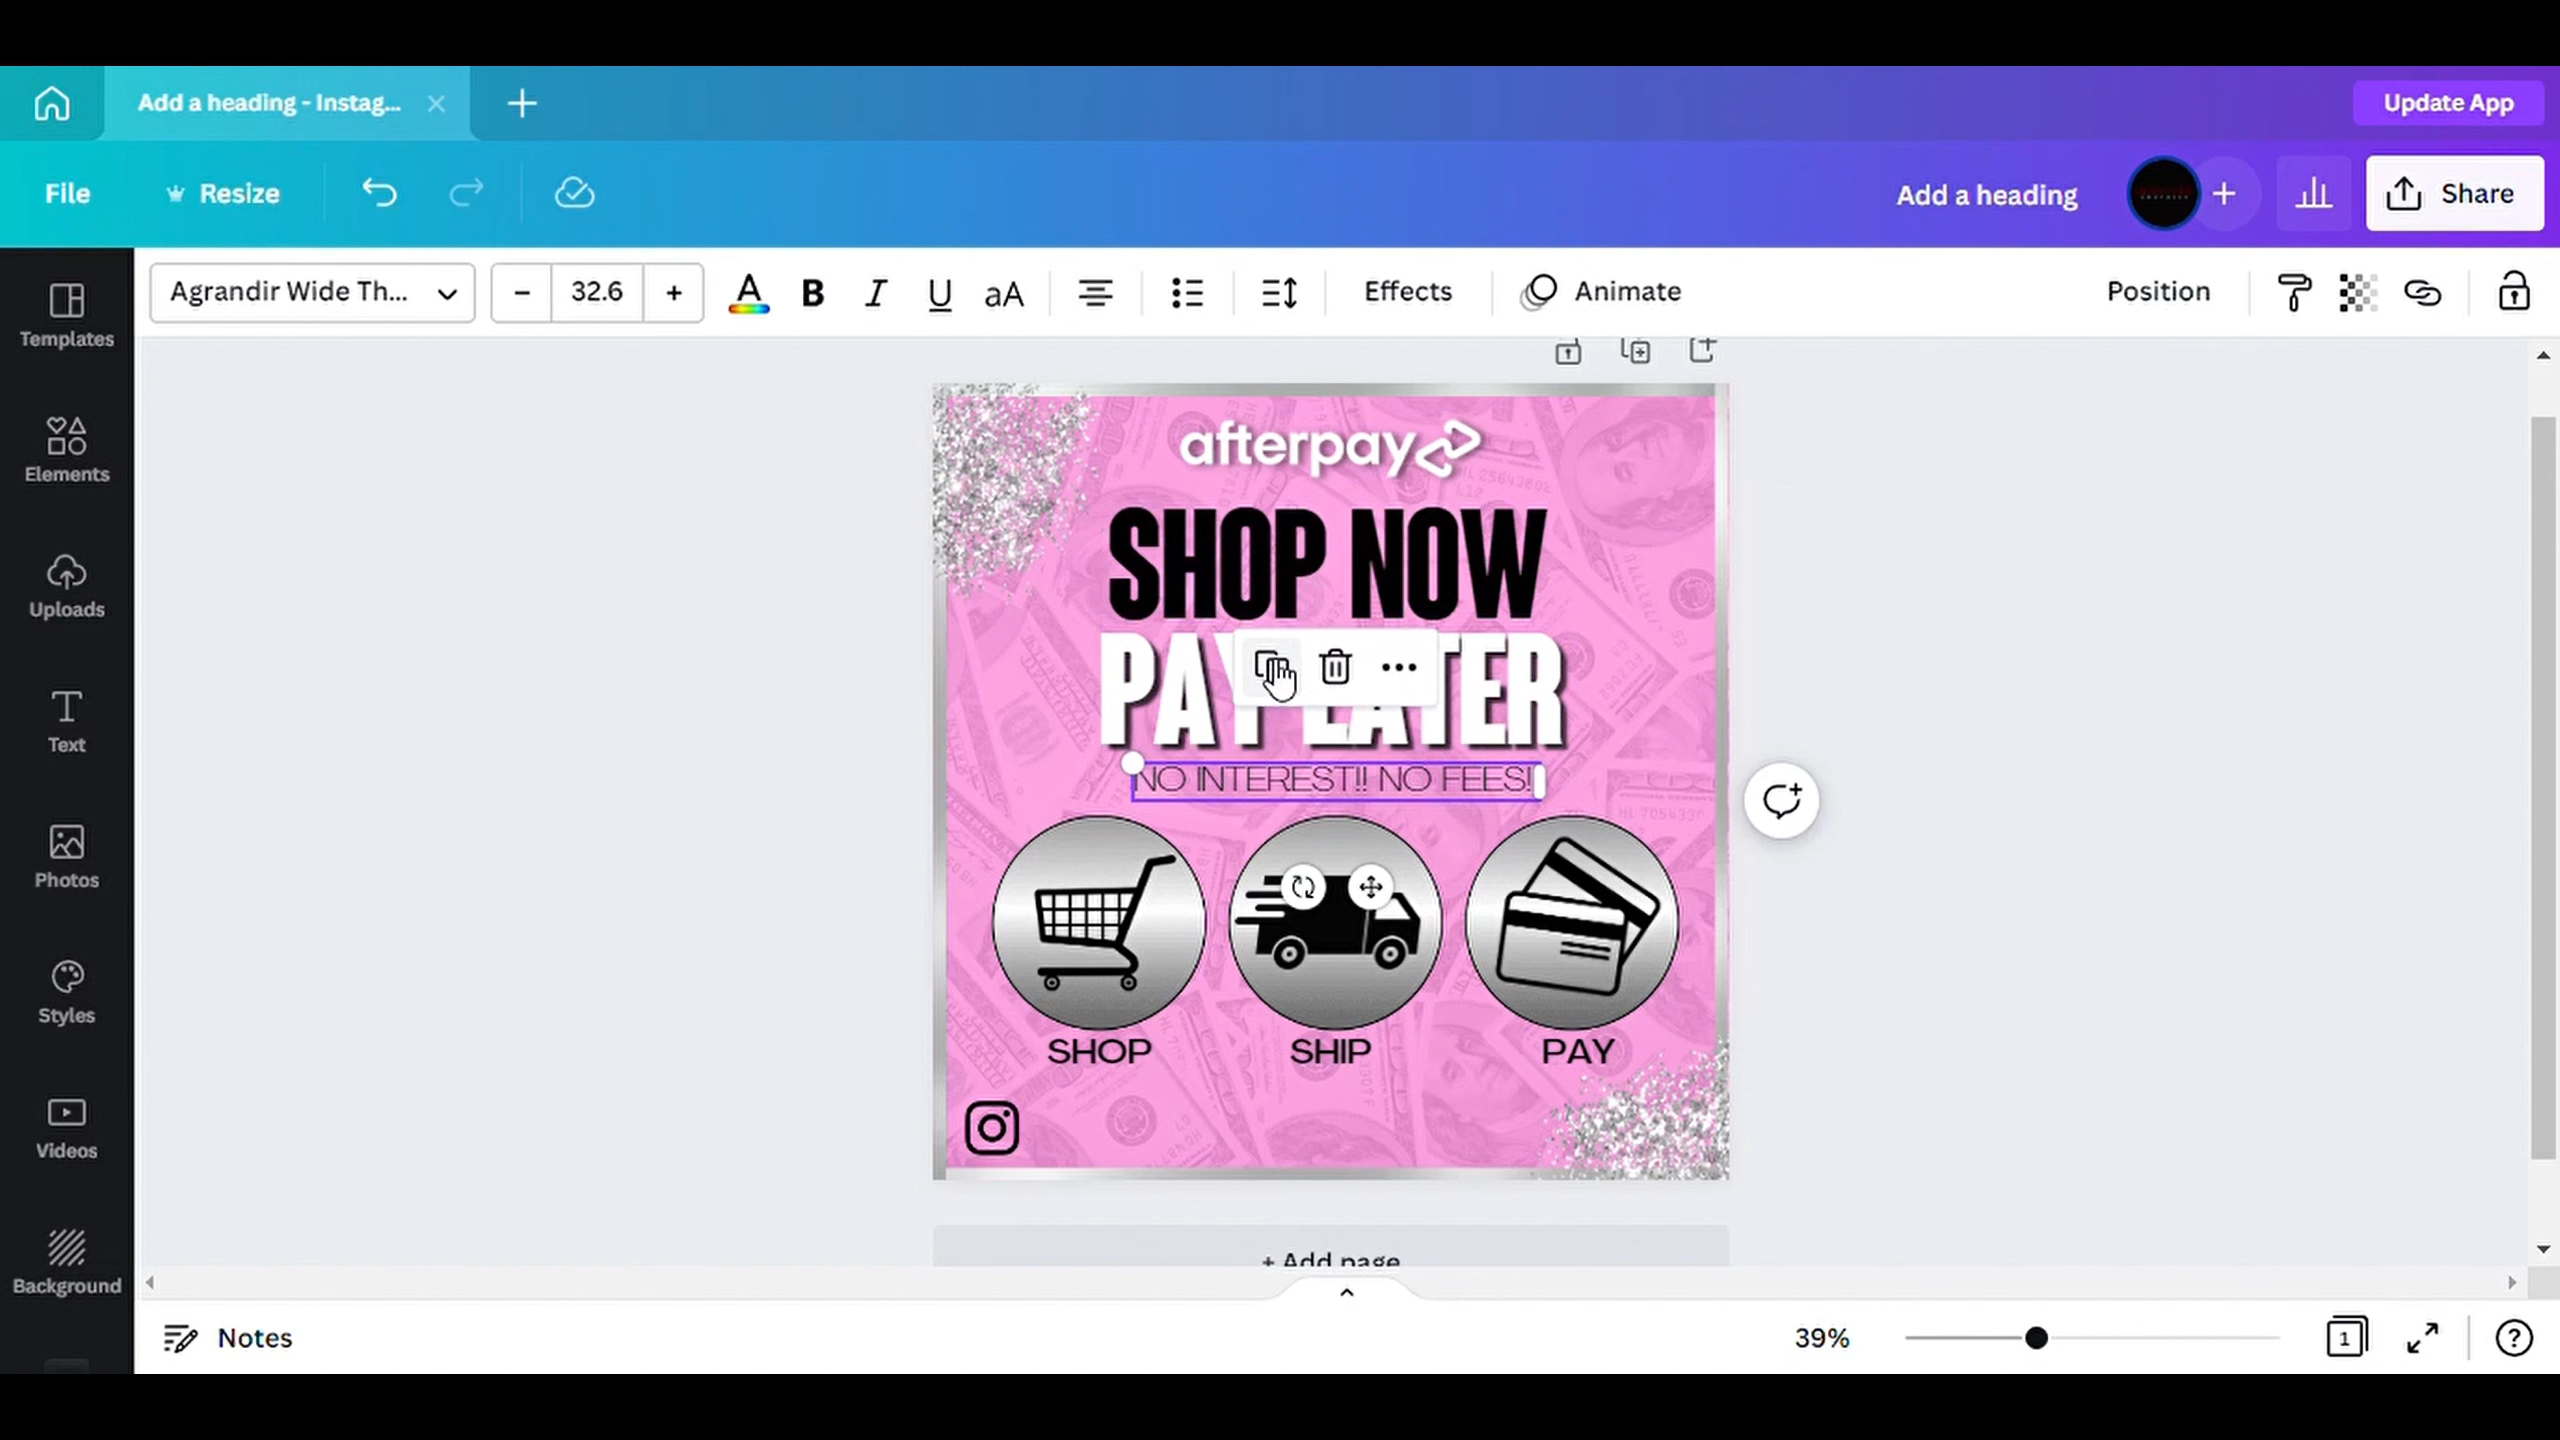 Add a heading - Instag...
Update App
File
Resize
Add a heading
Share
Agrandir Wide Th...
32.6
A
B
I
U
aA
Effects
Animate
Position
Templates
Elements
Uploads
Text
Photos
Styles
Videos
Background
afterpay
SHOP NOW
PAY LATER
NO INTEREST!! NO FEES!!
SHOP
SHIP
PAY
+ Add page
Notes
39%
1
?